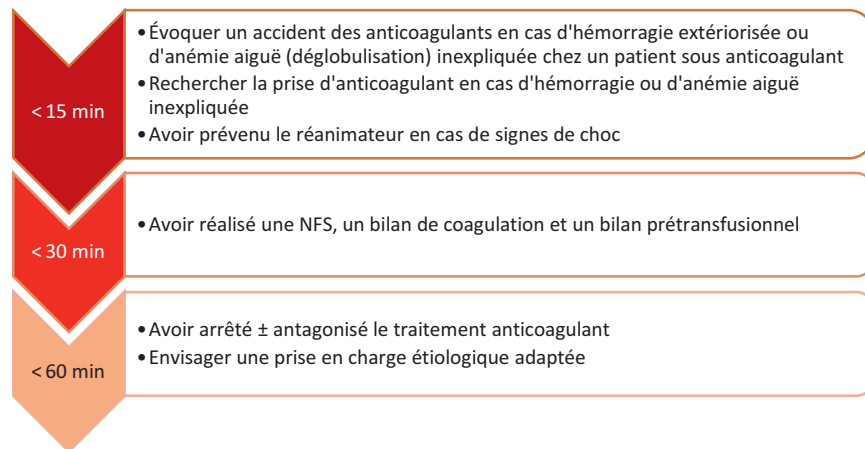 < 15 min
• Évoquer un accident des anticoagulants en cas d'hémorragie extériorisée ou
d'anémie aiguë (déglobulisation) inexpliquée chez un patient sous anticoagulant
• Rechercher la prise d'anticoagulant en cas d'hémorragie ou d'anémie aiguë
inexpliquée
• Avoir prévenu le réanimateur en cas de signes de choc
< 30 min
• Avoir réalisé une NFS, un bilan de coagulation et un bilan prétransfusionnel
< 60 min
• Avoir arrêté ± antagonisé le traitement anticoagulant
• Envisager une prise en charge étiologique adaptée